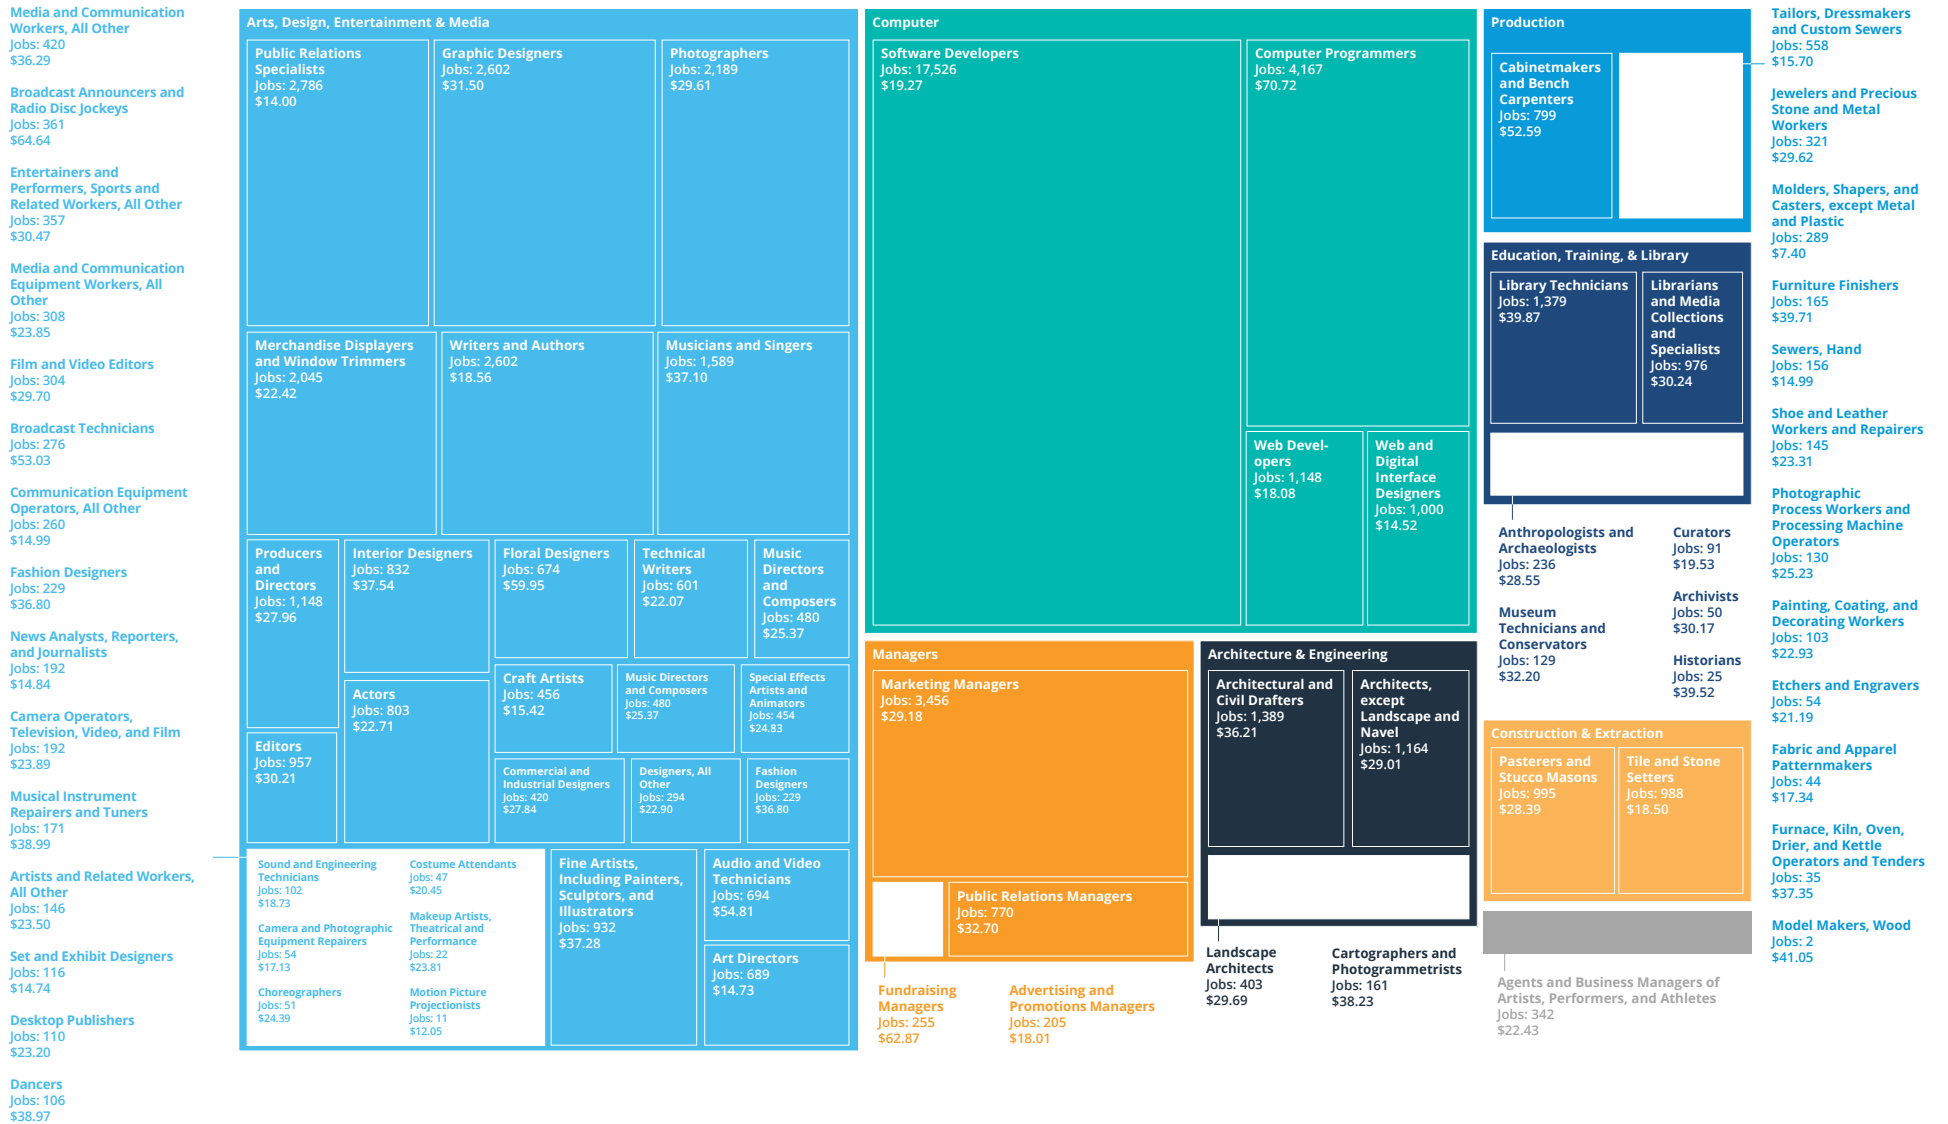 Media and Communication
Workers, All Other
Jobs: 420
$36.29
Broadcast Announcers and
Radio Disc Jockeys
Jobs: 361
$64.64
Entertainers and
Performers, Sports and
Related Workers, All Other
Jobs: 357
$30.47
Media and Communication
Equipment Workers, All
Other
Jobs: 308
$23.85
Film and Video Editors
Jobs: 304
$29.70
Broadcast Technicians
Jobs: 276
$53.03
Communication Equipment
Operators, All Other
Jobs: 260
$14.99
Fashion Designers
Jobs: 229
$36.80
News Analysts, Reporters,
and Journalists
Jobs: 192
$14.84
Camera Operators,
Television, Video, and Film
Jobs: 192
$23.89
Musical Instrument
Repairers and Tuners
Jobs: 171
$38.99
Artists and Related Workers,
All Other
Jobs: 146
$23.50
Set and Exhibit Designers
Jobs: 116
$14.74
Desktop Publishers
Jobs: 110
$23.20
Dancers
Jobs: 106
$38.97
Arts, Design, Entertainment & Media
Public Relations
Specialists
Jobs: 2,786
$14.00
Graphic Designers
Jobs: 2,602
$31.50
Photographers
Jobs: 2,189
$29.61
Merchandise Displayers
and Window Trimmers
Jobs: 2,045
$22.42
Writers and Authors
Jobs: 2,602
$18.56
Musicians and Singers
Jobs: 1,589
$37.10
Producers
and
Directors
Jobs: 1,148
$27.96
Interior Designers
Jobs: 832
$37.54
Floral Designers
Jobs: 674
$59.95
Technical
Writers
Jobs: 601
$22.07
Music
Directors
and
Composers
Jobs: 480
$25.37
Editors
Jobs: 957
$30.21
Actors
Jobs: 803
$22.71
Craft Artists
Jobs: 456
$15.42
Music Directors
and Composers
Jobs: 480
$25.37
Special Effects
Artists and
Animators
Jobs: 454
$24.83
Commercial and
Industrial Designers
Jobs: 420
$27.84
Designers, All
Other
Jobs: 294
$22.90
Fashion
Designers
Jobs: 229
$36.80
Sound and Engineering
Technicians
Jobs: 102
$18.73
Camera and Photographic
Equipment Repairers
Jobs: 54
$17.13
Choreographers
Jobs: 51
$24.39
Costume Attendants
Jobs: 47
$20.45
Makeup Artists,
Theatrical and
Performance
Jobs: 22
$23.81
Motion Picture
Projectionists
Jobs: 11
$12.05
Fine Artists,
Including Painters,
Sculptors, and
Illustrators
Jobs: 932
$37.28
Audio and Video
Technicians
Jobs: 694
$54.81
Art Directors
Jobs: 689
$14.73
Computer
Software Developers
Jobs: 17,526
$19.27
Computer Programmers
Jobs: 4,167
$70.72
Web Devel-
opers
Jobs: 1,148
$18.08
Web and
Digital
Interface
Designers
Jobs: 1,000
$14.52
Managers
Marketing Managers
Jobs: 3,456
$29.18
Public Relations Managers
Jobs: 770
$32.70
Fundraising
Managers
Jobs: 255
$62.87
Advertising and
Promotions Managers
Jobs: 205
$18.01
Architecture & Engineering
Architectural and
Civil Drafters
Jobs: 1,389
$36.21
Architects,
except
Landscape and
Navel
Jobs: 1,164
$29.01
Landscape
Architects
Jobs: 403
$29.69
Cartographers and
Photogrammetrists
Jobs: 161
$38.23
Production
Cabinetmakers
and Bench
Carpenters
Jobs: 799
$52.59
Education, Training, & Library
Library Technicians
Jobs: 1,379
$39.87
Librarians
and Media
Collections
and
Specialists
Jobs: 976
$30.24
Anthropologists and
Archaeologists
Jobs: 236
$28.55
Museum
Technicians and
Conservators
Jobs: 129
$32.20
Curators
Jobs: 91
$19.53
Archivists
Jobs: 50
$30.17
Historians
Jobs: 25
$39.52
Construction & Extraction
Pasterers and
Stucco Masons
Jobs: 995
$28.39
Tile and Stone
Setters
Jobs: 988
$18.50
Agents and Business Managers of
Artists, Performers, and Athletes
Jobs: 342
$22.43
Tailors, Dressmakers
and Custom Sewers
Jobs: 558
$15.70
Jewelers and Precious
Stone and Metal
Workers
Jobs: 321
$29.62
Molders, Shapers, and
Casters, except Metal
and Plastic
Jobs: 289
$7.40
Furniture Finishers
Jobs: 165
$39.71
Sewers, Hand
Jobs: 156
$14.99
Shoe and Leather
Workers and Repairers
Jobs: 145
$23.31
Photographic
Process Workers and
Processing Machine
Operators
Jobs: 130
$25.23
Painting, Coating, and
Decorating Workers
Jobs: 103
$22.93
Etchers and Engravers
Jobs: 54
$21.19
Fabric and Apparel
Patternmakers
Jobs: 44
$17.34
Furnace, Kiln, Oven,
Drier, and Kettle
Operators and Tenders
Jobs: 35
$37.35
Model Makers, Wood
Jobs: 2
$41.05